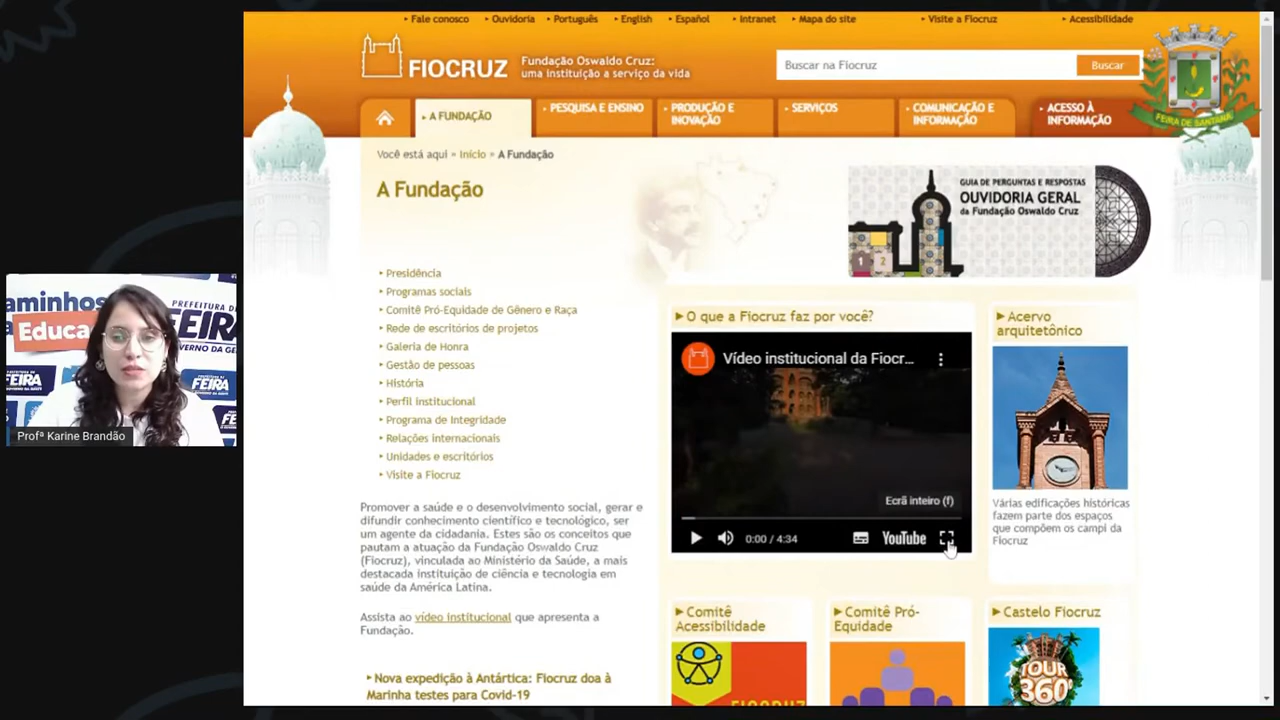 Fale conosco
Ouvidoria
Português
English
Español
Intranet
Mapa do site
Visite a Fiocruz
Acessibilidade
FIOCRUZ
Fundação Oswaldo Cruz:
uma instituição a serviço da vida
Buscar na Fiocruz
Buscar
FEIRA DE SANTANA
A FUNDAÇÃO
PESQUISA E ENSINO
PRODUÇÃO E
INOVAÇÃO
SERVIÇOS
COMUNICAÇÃO E
INFORMAÇÃO
ACESSO À
INFORMAÇÃO
Você está aqui » Início » A Fundação
A Fundação
GUIA DE PERGUNTAS E RESPOSTAS
OUVIDORIA GERAL
da Fundação Oswaldo Cruz
1 2
Presidência
Programas sociais
Comitê Pró-Equidade de Gênero e Raça
Rede de escritórios de projetos
Galeria de Honra
Gestão de pessoas
História
Perfil institucional
Programa de Integridade
Relações internacionais
Unidades e escritórios
Visite a Fiocruz
Promover a saúde e o desenvolvimento social, gerar e
difundir conhecimento científico e tecnológico, ser
um agente da cidadania. Estes são os conceitos que
pautam a atuação da Fundação Oswaldo Cruz
(Fiocruz), vinculada ao Ministério da Saúde, a mais
destacada instituição de ciência e tecnologia em
saúde da América Latina.
Assista ao vídeo institucional que apresenta a
Fundação.
Nova expedição à Antártica: Fiocruz doa à
Marinha testes para Covid-19
O que a Fiocruz faz por você?
Vídeo institucional da Fiocr...
Ecrã inteiro (f)
0:00 / 4:34
YouTube
Acervo
arquitetônico
Várias edificações históricas
fazem parte dos espaços
que compõem os campi da
Fiocruz
Comitê
Acessibilidade
FIOCRUZ
Comitê Pró-
Equidade
Castelo Fiocruz
TOUR
360°
aminhos
a Educa
PREFEITURA D
FEIRA
VERNO DA GE
FEIRA
FEIRA
Profª Karine Brandão